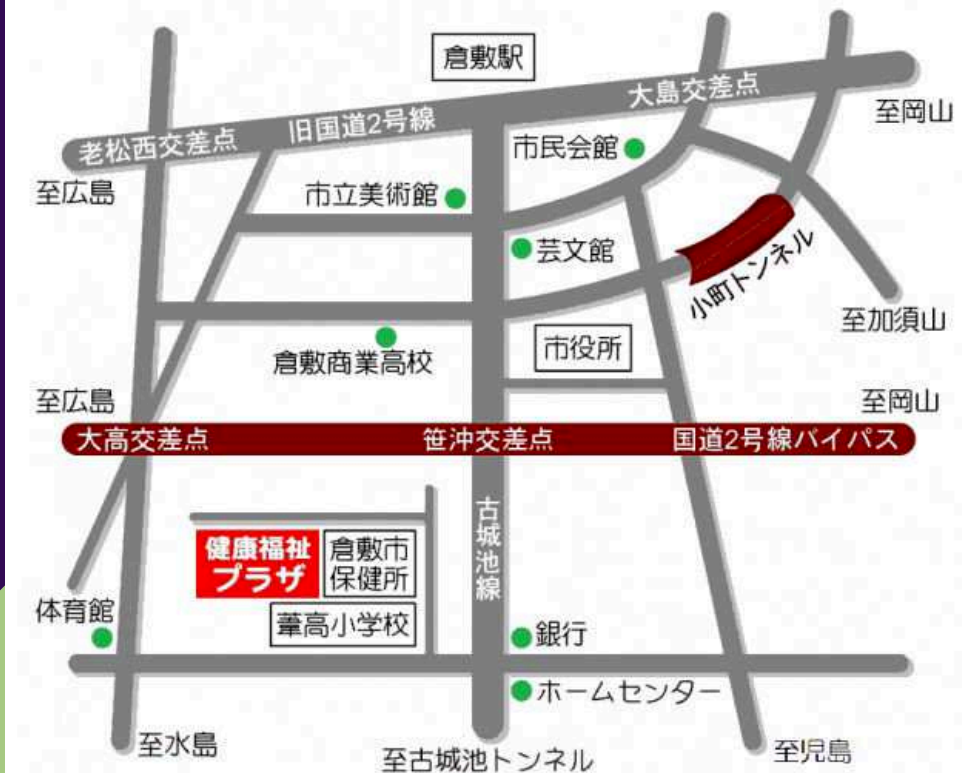 倉敷駅
大島交差点
至岡山
旧国道2号線
老松西交差点
市民会館
至広島
市立美術館
芸文館
小町トンネル
至加須山
市役所
倉敷商業高校
至広島
至岡山
大高交差点
笹沖交差点
国道2号線バイパス
古城池線
健康福祉
プラザ
倉敷市
保健所
葦高小学校
体育館
銀行
ホームセンター
至水島
至古城池トンネル
至児島